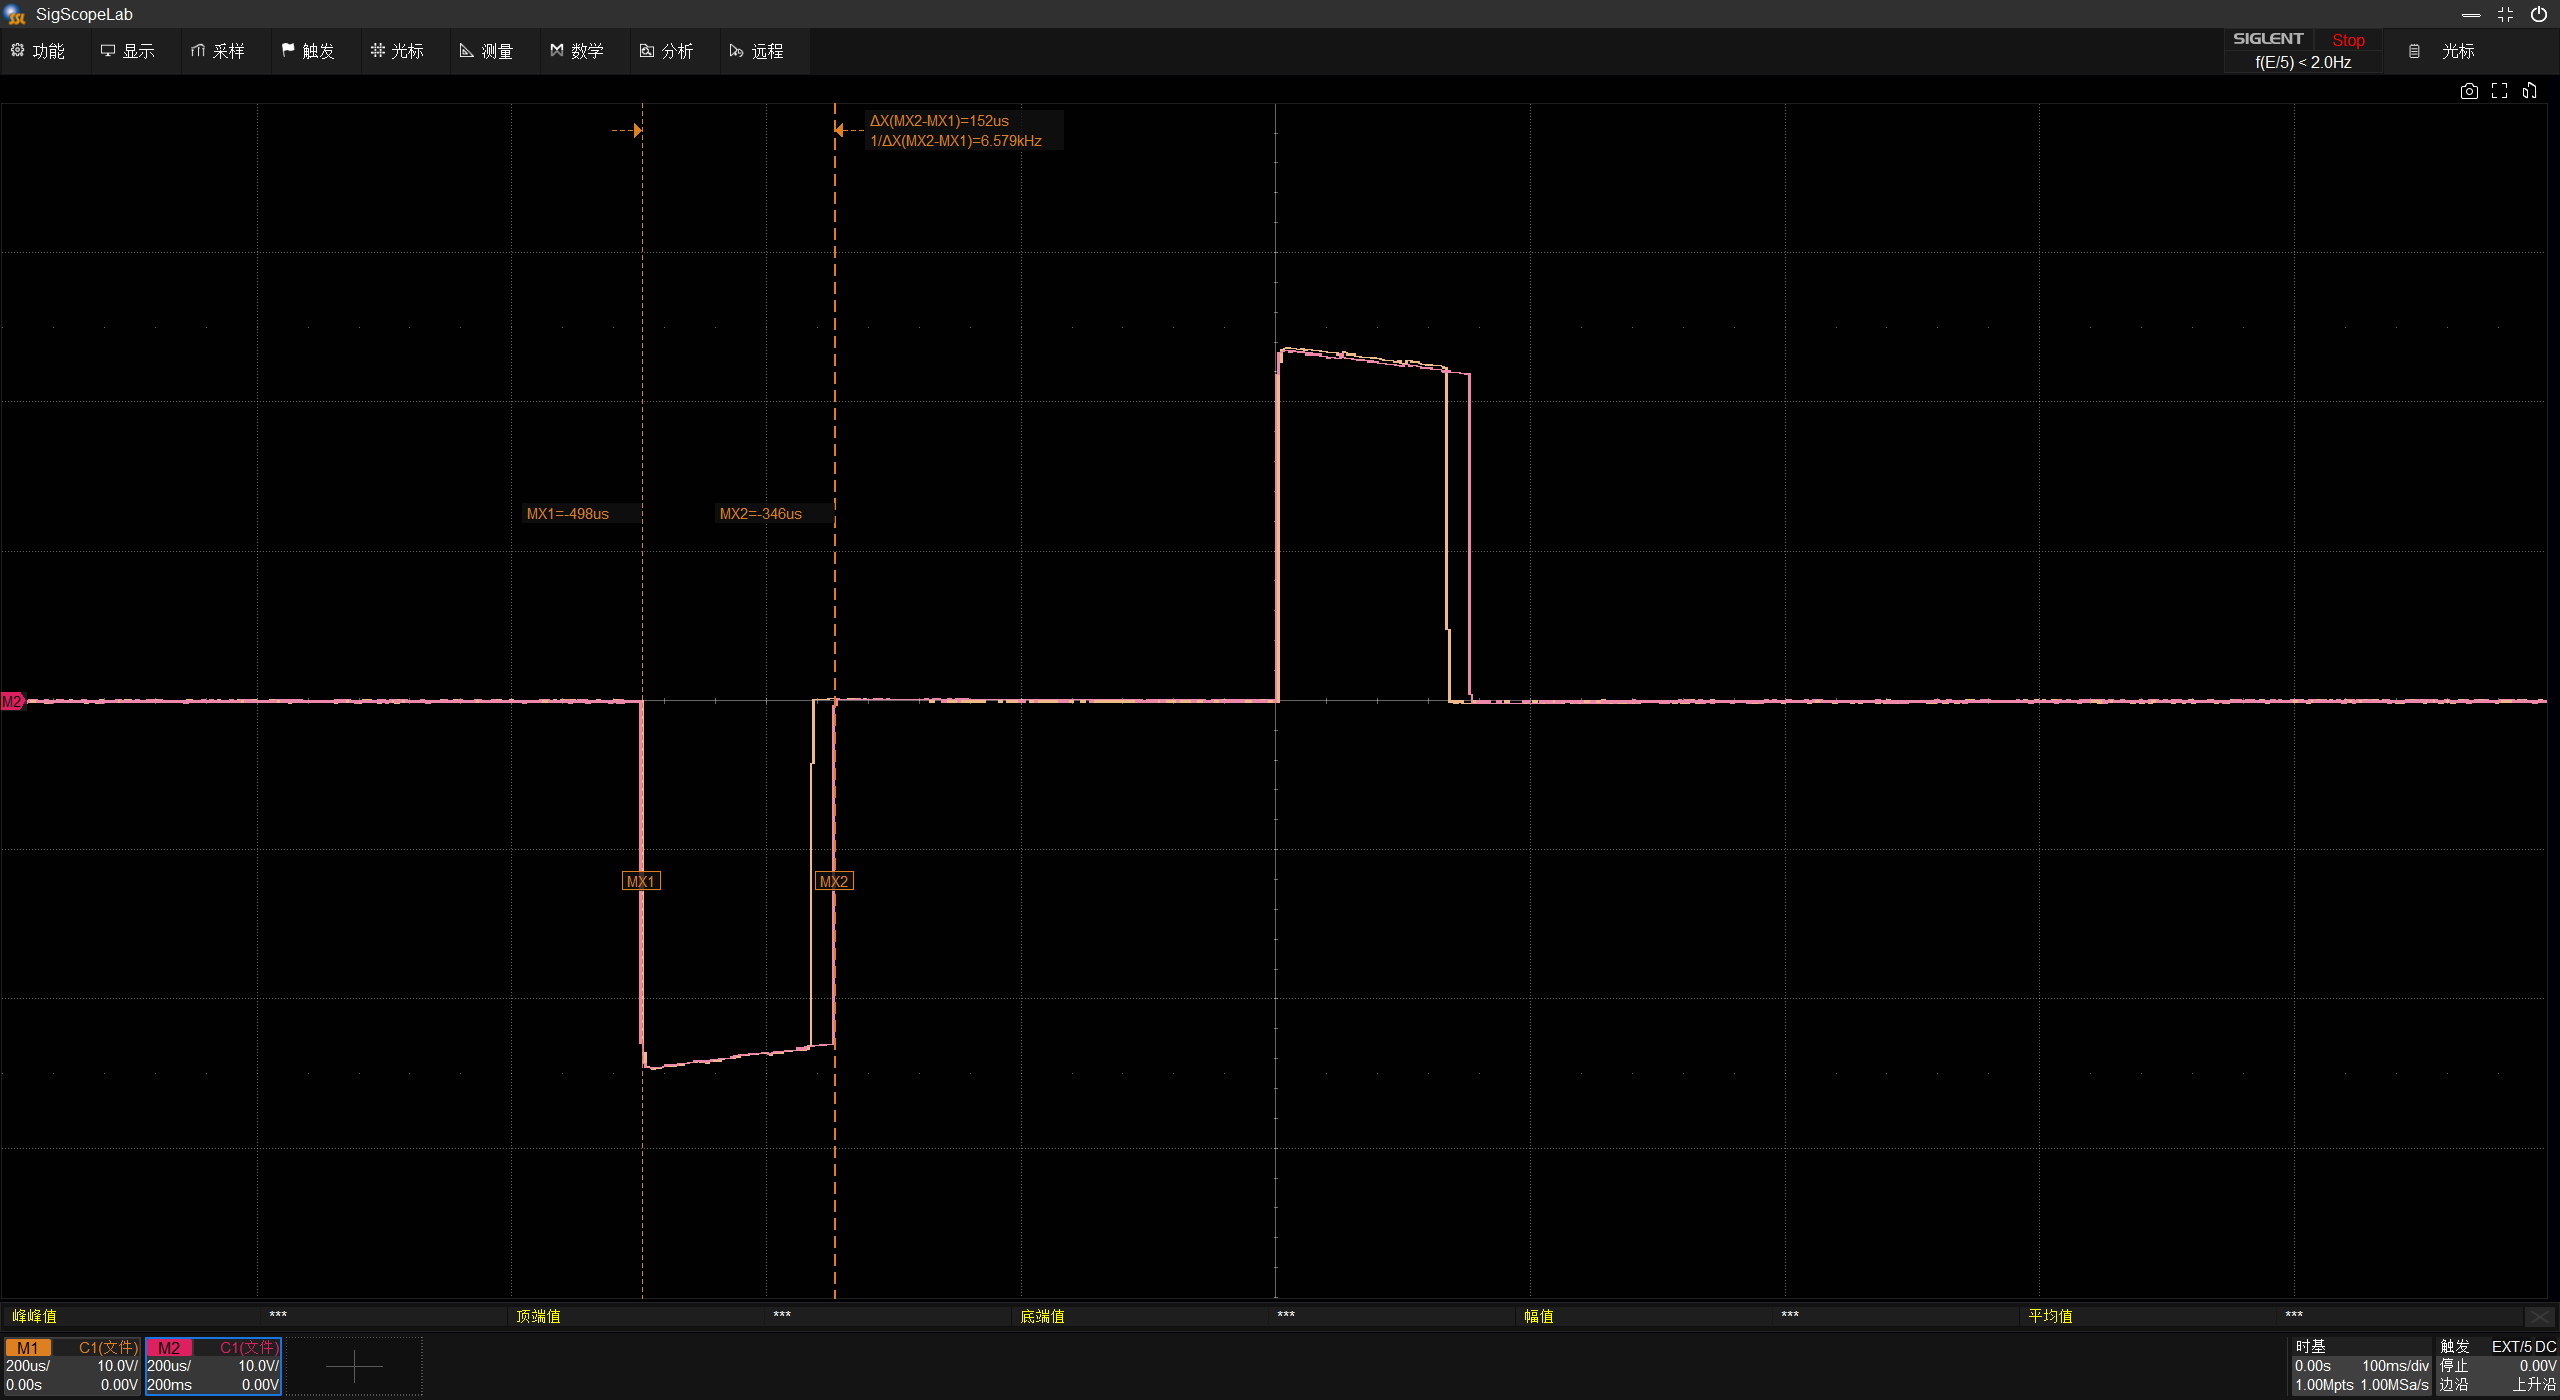 SSL SigScopeLab
功能 显示 采样 触发 光标 测量 数学 分析 远程
SIGLENT Stop
f(E/5) < 2.0Hz
光标
ΔX(MX2-MX1)=152us
1/ΔX(MX2-MX1)=6.579kHz
MX1=-498us MX2=-346us
M2
MX1 MX2
峰峰值 *** 顶端值 *** 底端值 *** 幅值 *** 平均值 ***
M1 C1(文件)
200us/ 10.0V/
0.00s 0.00V
M2 C1(文件)
200us/ 10.0V/
200ms 0.00V
时基
0.00s 100ms/div
1.00Mpts 1.00MSa/s
触发 EXT/5 DC
停止 0.00V
边沿 上升沿